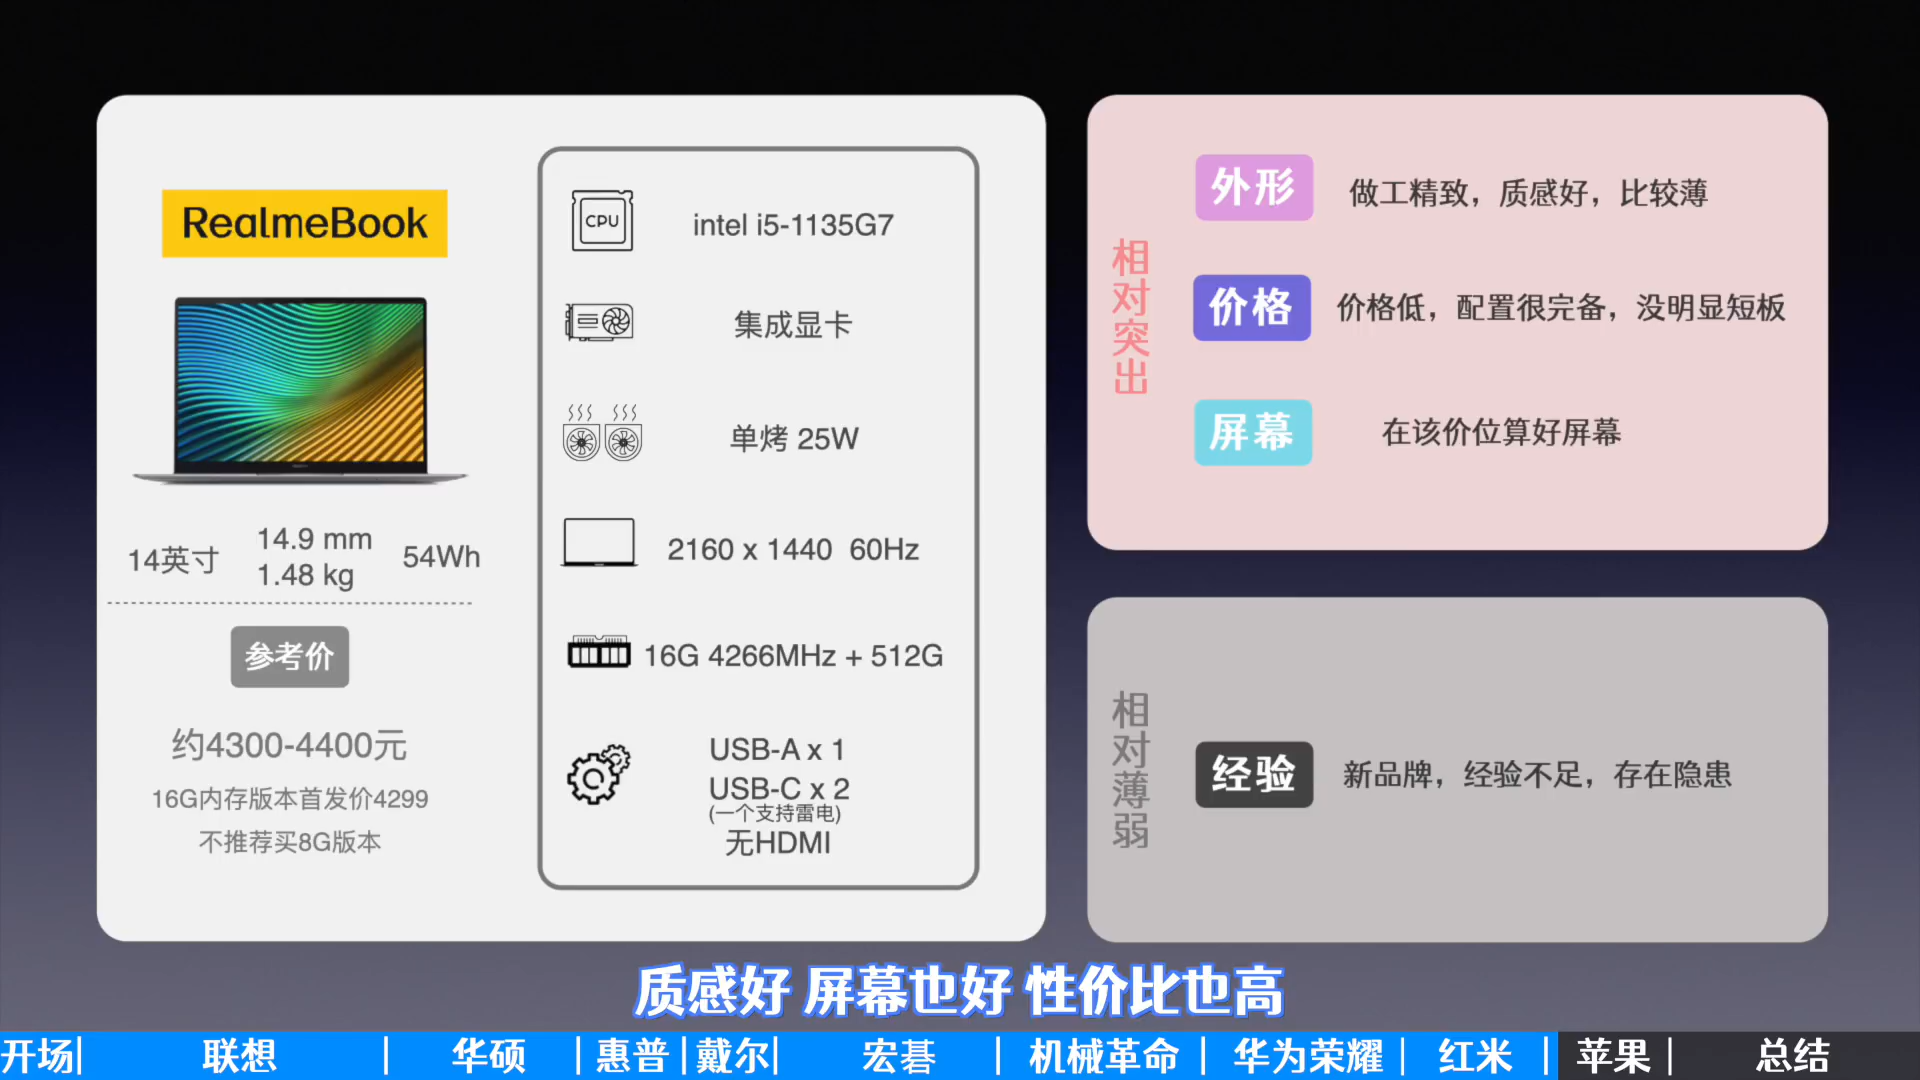 RealmeBook
14英寸
14.9 mm
1.48 kg
54Wh
参考价
约4300-4400元
16G内存版本首发价4299
不推荐买8G版本
CPU
intel i5-1135G7
集成显卡
单烤 25W
2160 x 1440 60Hz
16G 4266MHz + 512G
USB-A x 1
USB-C x 2
(一个支持雷电)
无HDMI
相对突出
外形
做工精致，质感好，比较薄
价格
价格低，配置很完备，没明显短板
屏幕
在该价位算好屏幕
相对薄弱
经验
新品牌，经验不足，存在隐患
质感好 屏幕也好 性价比也高
开场| 联想 | 华硕 | 惠普 | 戴尔| 宏碁 | 机械革命 | 华为荣耀 | 红米 | 苹果 | 总结